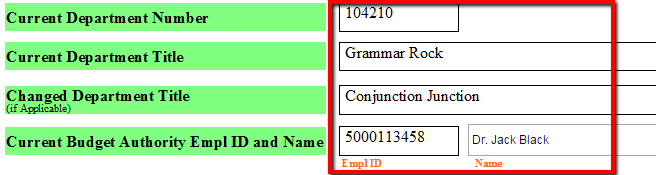 Current Department Number 104210
Current Department Title Grammar Rock
Changed Department Title Conjunction Junction
(if Applicable)
Current Budget Authority Empl ID and Name 5000113458 Dr. Jack Black
Empl ID Name